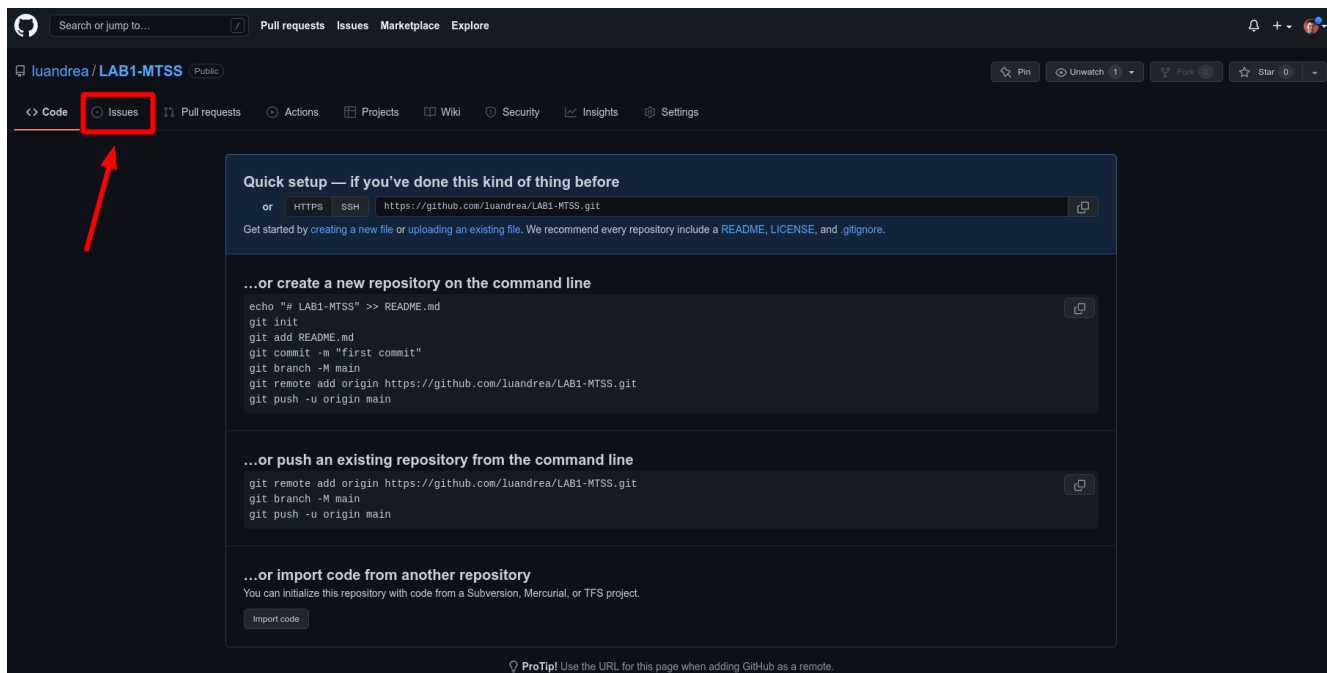 Search or jump to... / Pull requests Issues Marketplace Explore
luandrea / LAB1-MTSS Public Pin Unwatch 1 Fork 0 Star 0
Code Issues Pull requests Actions Projects Wiki Security Insights Settings
Quick setup — if you've done this kind of thing before
or HTTPS SSH https://github.com/luandrea/LAB1-MTSS.git
Get started by creating a new file or uploading an existing file. We recommend every repository include a README, LICENSE, and .gitignore.
…or create a new repository on the command line
echo "# LAB1-MTSS" >> README.md
git init
git add README.md
git commit -m "first commit"
git branch -M main
git remote add origin https://github.com/luandrea/LAB1-MTSS.git
git push -u origin main
…or push an existing repository from the command line
git remote add origin https://github.com/luandrea/LAB1-MTSS.git
git branch -M main
git push -u origin main
…or import code from another repository
You can initialize this repository with code from a Subversion, Mercurial, or TFS project.
Import code
ProTip! Use the URL for this page when adding GitHub as a remote.